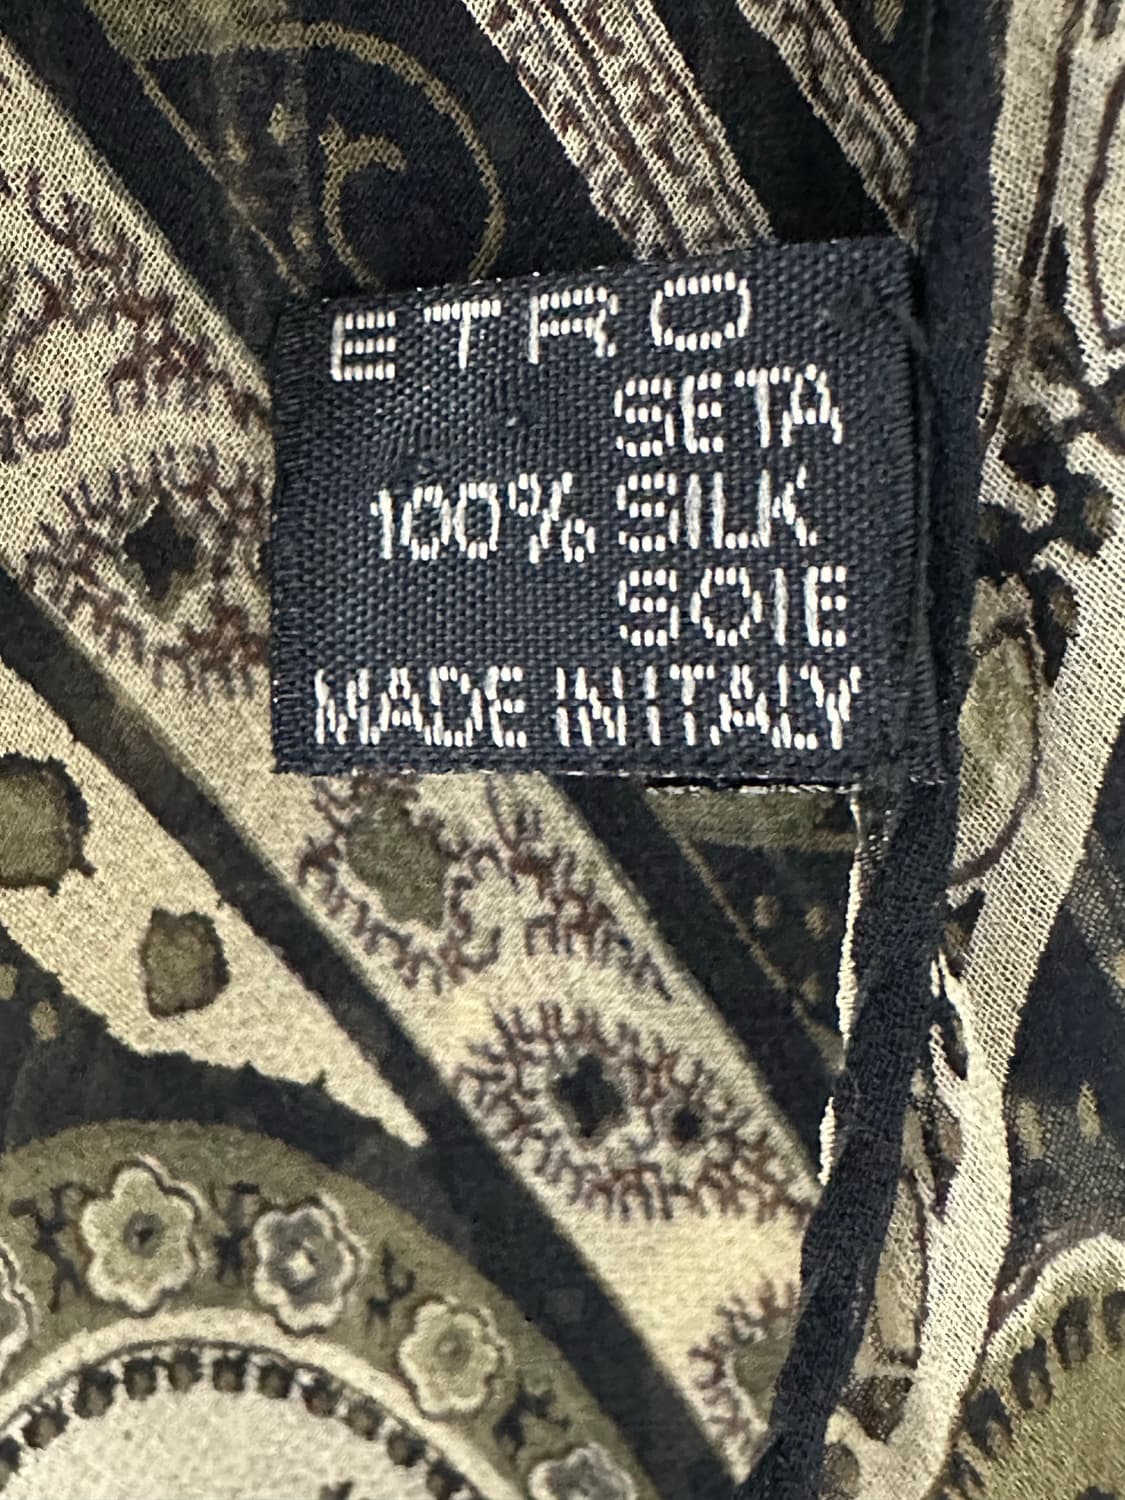 ETRO
SETA
100% SILK
SOIE
MADE IN ITALY